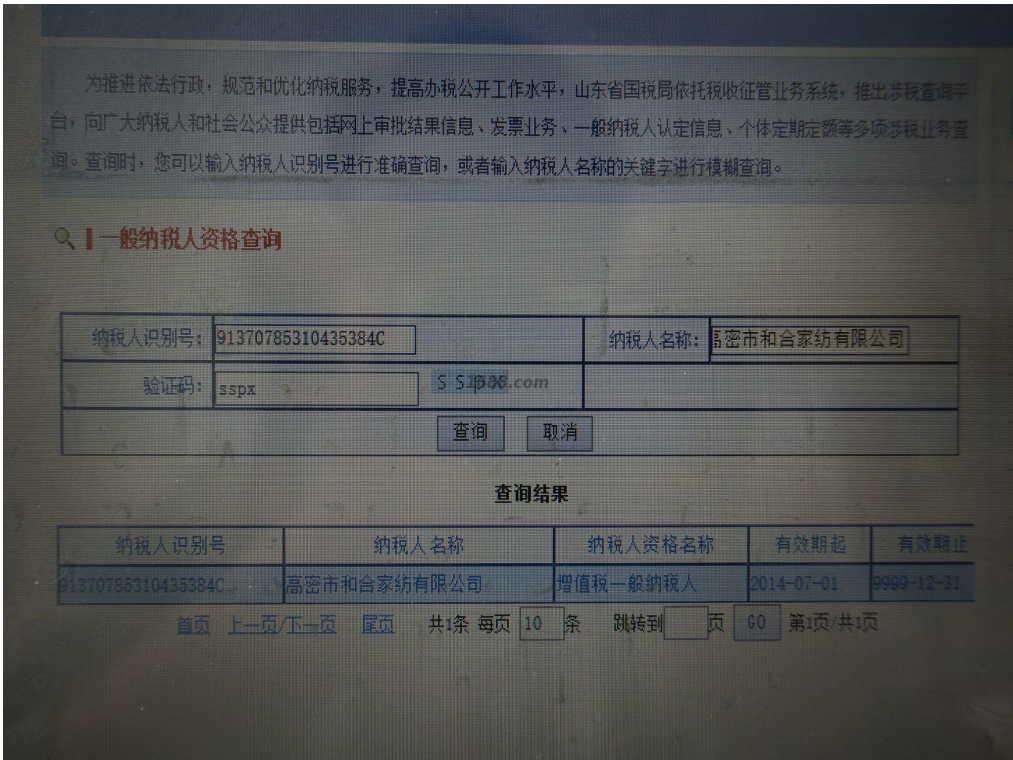 为推进依法行政，规范和优化纳税服务，提高办税公开工作水平，山东省国税局依托税收征管业务系统，推出涉税查询平
台，向广大纳税人和社会公众提供包括网上审批结果信息、发票业务、一般纳税人认定信息、个体定期定额等多项涉税业务查
询。查询时，您可以输入纳税人识别号进行准确查询，或者输入纳税人名称的关键字进行模糊查询。
一般纳税人资格查询
纳税人识别号： 91370785310435384C 纳税人名称： 高密市和合家纺有限公司
验证码： sspx S S p X
查询 取消
查询结果
纳税人识别号 纳税人名称 纳税人资格名称 有效期起 有效期止
91370785310435384C 高密市和合家纺有限公司 增值税一般纳税人 2014-07-01 9999-12-31
首页 上一页/下一页 尾页 共1条 每页 10 条 跳转到 页 GO 第1页/共1页